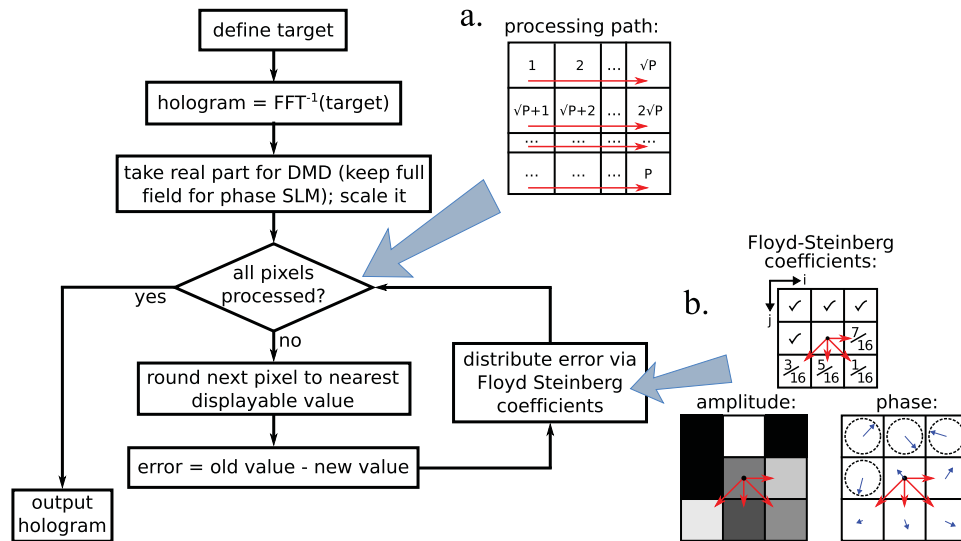 define target
hologram = FFT⁻¹(target)
take real part for DMD (keep full
field for phase SLM); scale it
all pixels
processed?
yes
no
round next pixel to nearest
displayable value
error = old value - new value
output
hologram
distribute error via
Floyd Steinberg
coefficients
a.
processing path:
1 2 ... √P
√P+1 √P+2 ... 2√P
... ... ... ...
... ... ... P
b.
Floyd-Steinberg
coefficients:
i
j
✓ ✓ ✓
✓ 7/16
3/16 5/16 1/16
amplitude:
phase: